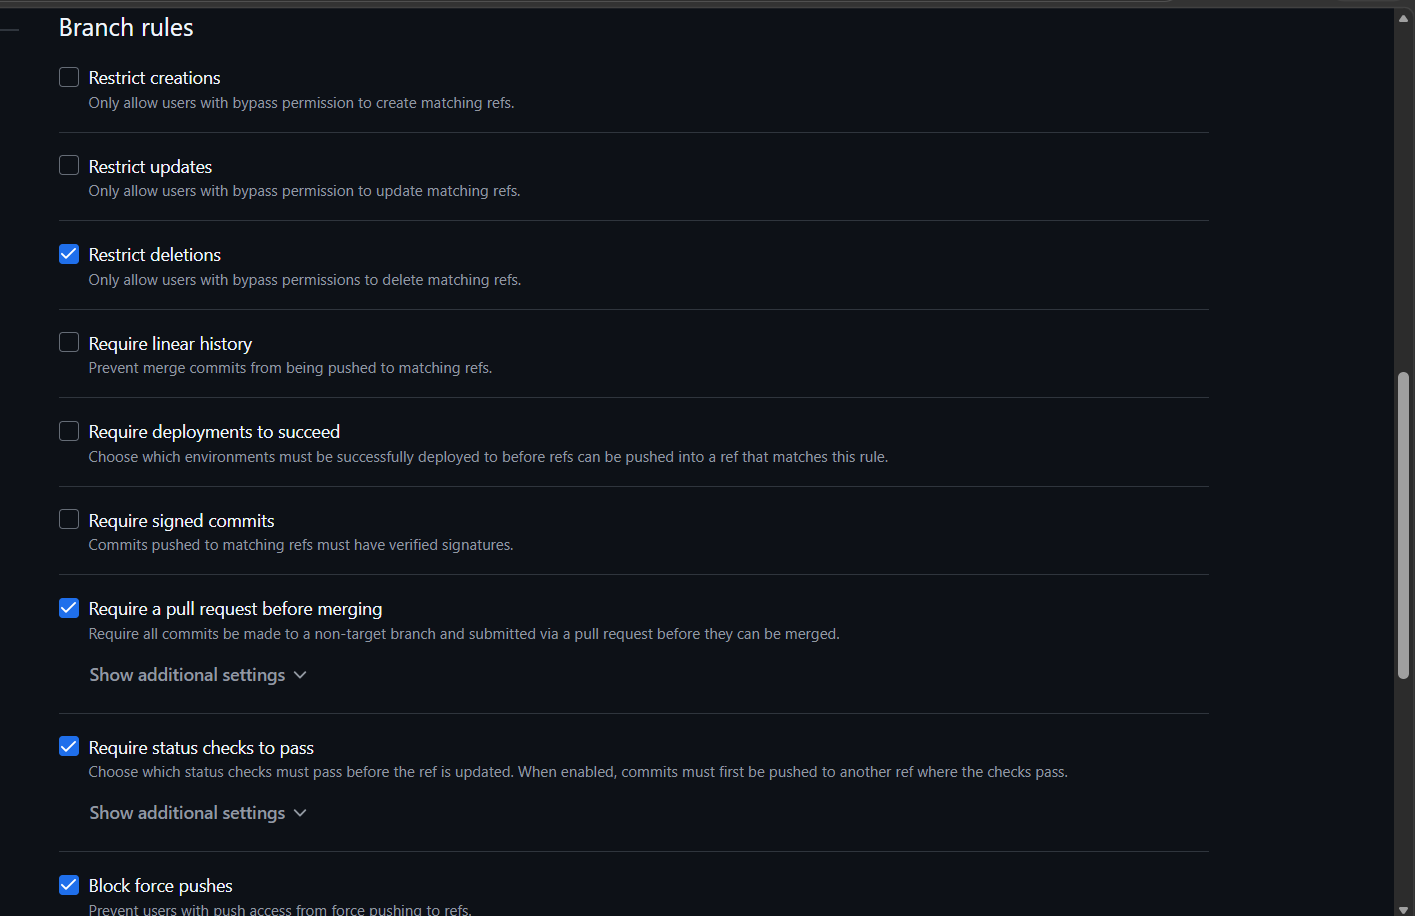 Branch rules
Restrict creations
Only allow users with bypass permission to create matching refs.
Restrict updates
Only allow users with bypass permission to update matching refs.
Restrict deletions
Only allow users with bypass permissions to delete matching refs.
Require linear history
Prevent merge commits from being pushed to matching refs.
Require deployments to succeed
Choose which environments must be successfully deployed to before refs can be pushed into a ref that matches this rule.
Require signed commits
Commits pushed to matching refs must have verified signatures.
Require a pull request before merging
Require all commits be made to a non-target branch and submitted via a pull request before they can be merged.
Show additional settings
Require status checks to pass
Choose which status checks must pass before the ref is updated. When enabled, commits must first be pushed to another ref where the checks pass.
Show additional settings
Block force pushes
Prevent users with push access from force pushing to refs.